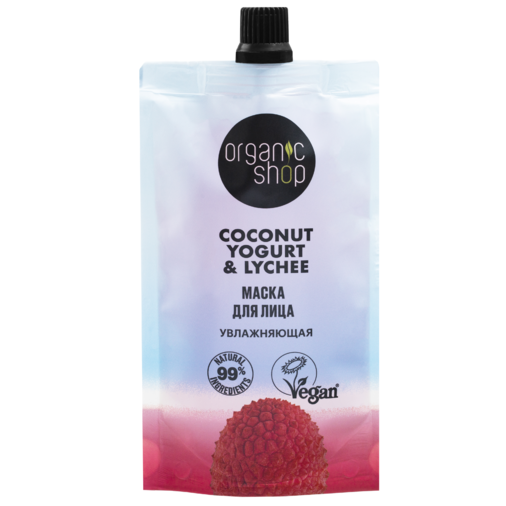 organic
shop
COCONUT
YOGURT
& LYCHEE
МАСКА
ДЛЯ ЛИЦА
УВЛАЖНЯЮЩАЯ
NATURAL
99%
INGREDIENTS
Vegan